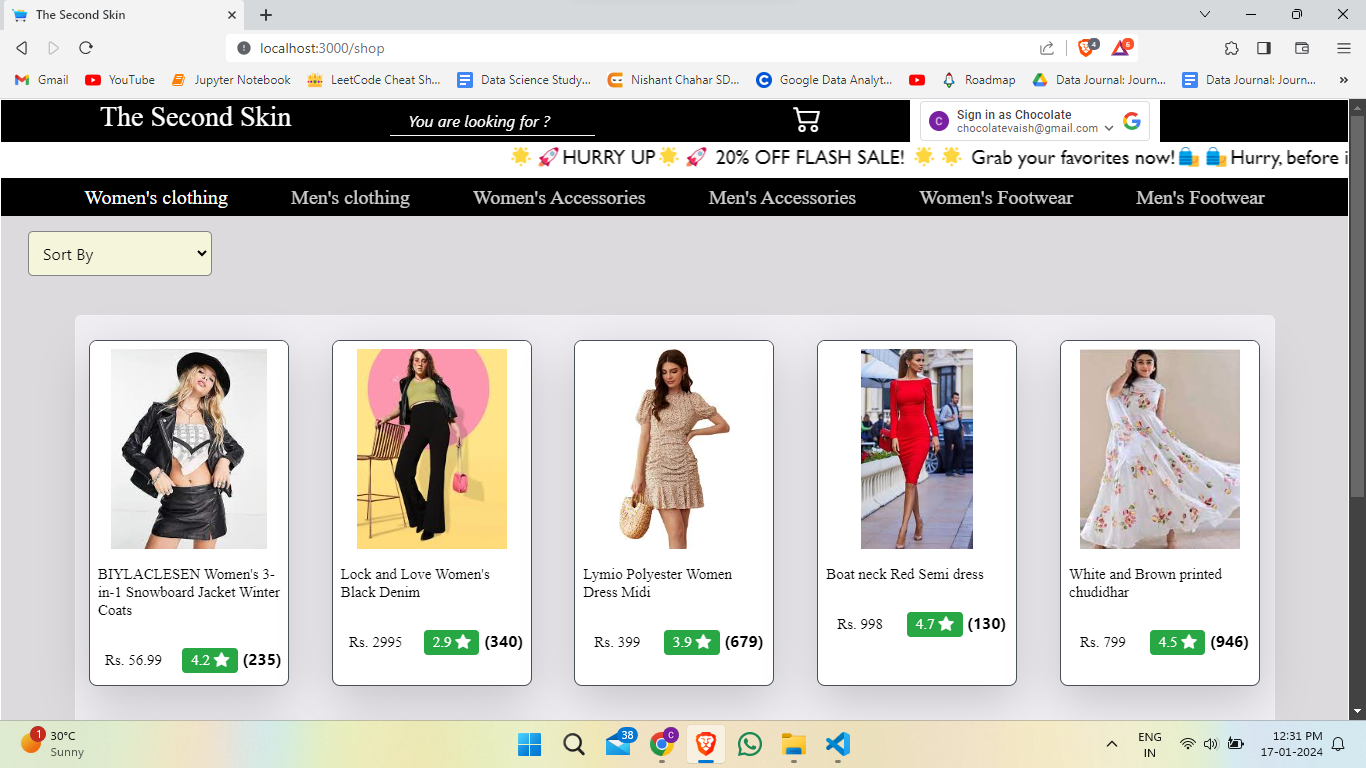 The Second Skin
localhost:3000/shop
4
6
Gmail YouTube Jupyter Notebook LeetCode Cheat Sh... Data Science Study... Nishant Chahar SD... Google Data Analyt... Roadmap Data Journal: Journ... Data Journal: Journ... »
The Second Skin You are looking for ?
C
Sign in as Chocolate
chocolatevaish@gmail.com
🌟 🚀HURRY UP🌟 🚀 20% OFF FLASH SALE! 🌟 🌟 Grab your favorites now!🛍️ 🛍️Hurry, before i
Women's clothing Men's clothing Women's Accessories Men's Accessories Women's Footwear Men's Footwear
Sort By
BIYLACLESEN Women's 3-
in-1 Snowboard Jacket Winter
Coats
Rs. 56.99 4.2 ★ (235)
Lock and Love Women's
Black Denim
Rs. 2995 2.9 ★ (340)
Lymio Polyester Women
Dress Midi
Rs. 399 3.9 ★ (679)
Boat neck Red Semi dress
Rs. 998 4.7 ★ (130)
White and Brown printed
chudidhar
Rs. 799 4.5 ★ (946)
1
30°C
Sunny
38
C
ENG
IN
12:31 PM
17-01-2024